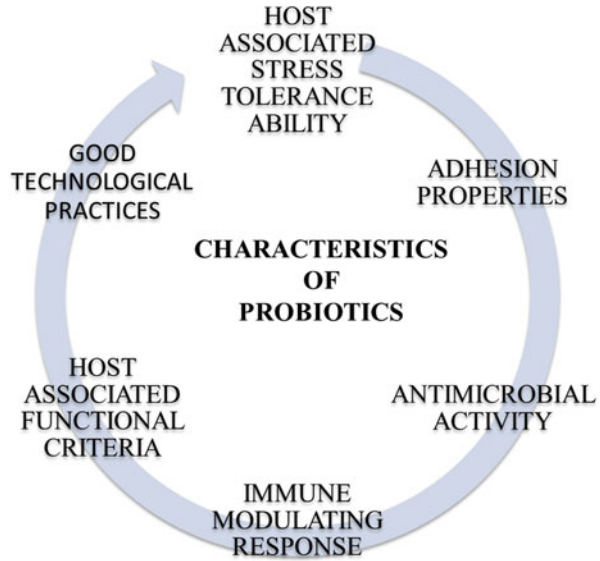 HOST
ASSOCIATED
STRESS
TOLERANCE
ABILITY
ADHESION
PROPERTIES
ANTIMICROBIAL
ACTIVITY
IMMUNE
MODULATING
RESPONSE
HOST
ASSOCIATED
FUNCTIONAL
CRITERIA
GOOD
TECHNOLOGICAL
PRACTICES
CHARACTERISTICS
OF
PROBIOTICS